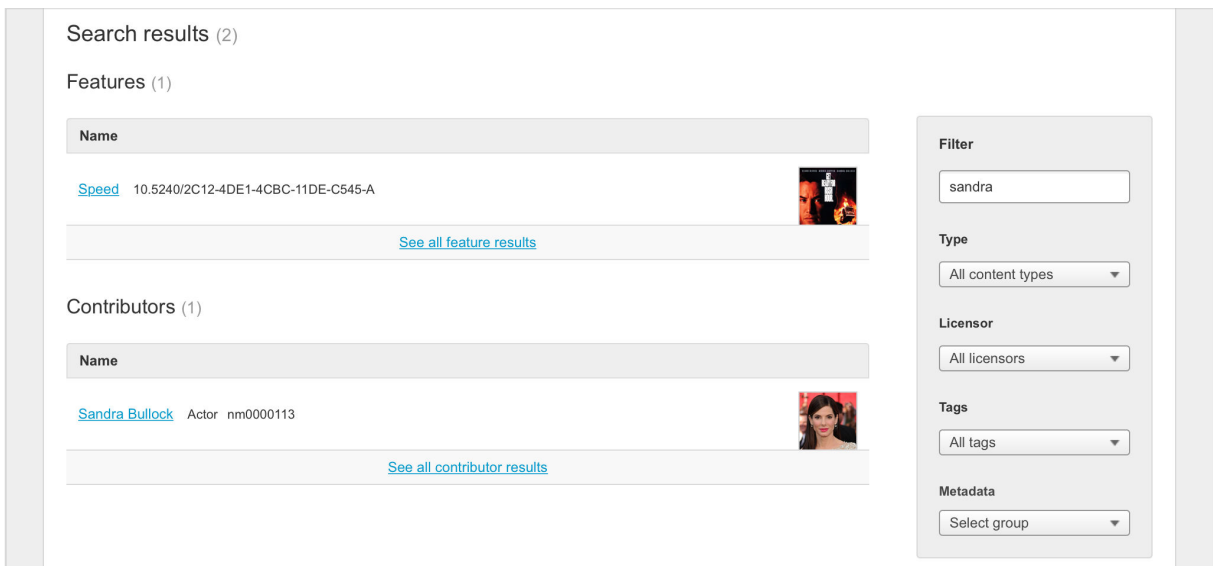 Search results (2)
Features (1)
Name
Speed 10.5240/2C12-4DE1-4CBC-11DE-C545-A
See all feature results
Contributors (1)
Name
Sandra Bullock Actor nm0000113
See all contributor results
Filter
sandra
Type
All content types
Licensor
All licensors
Tags
All tags
Metadata
Select group